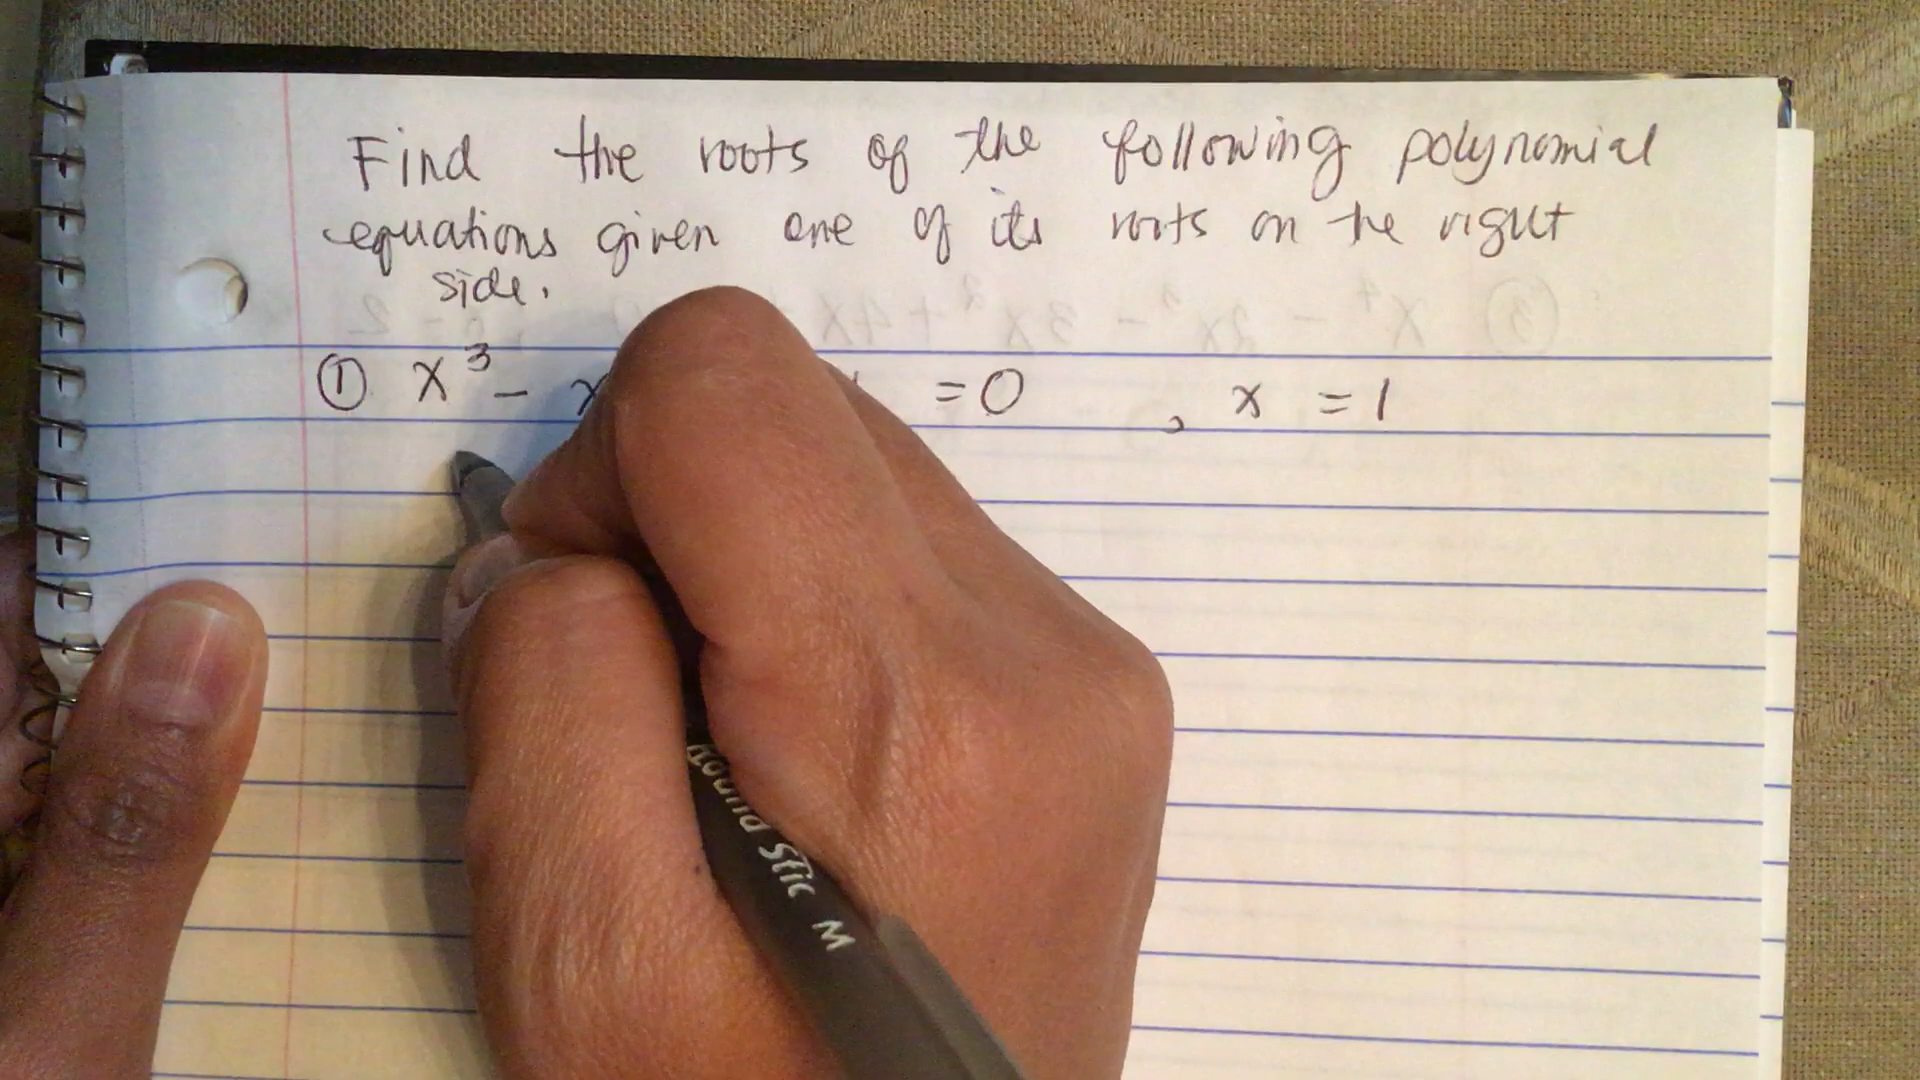 Find the roots of the following polynomial
equations given one of its roots on the right
side.
① x³ - x = 0 , x = 1
Round Stic M